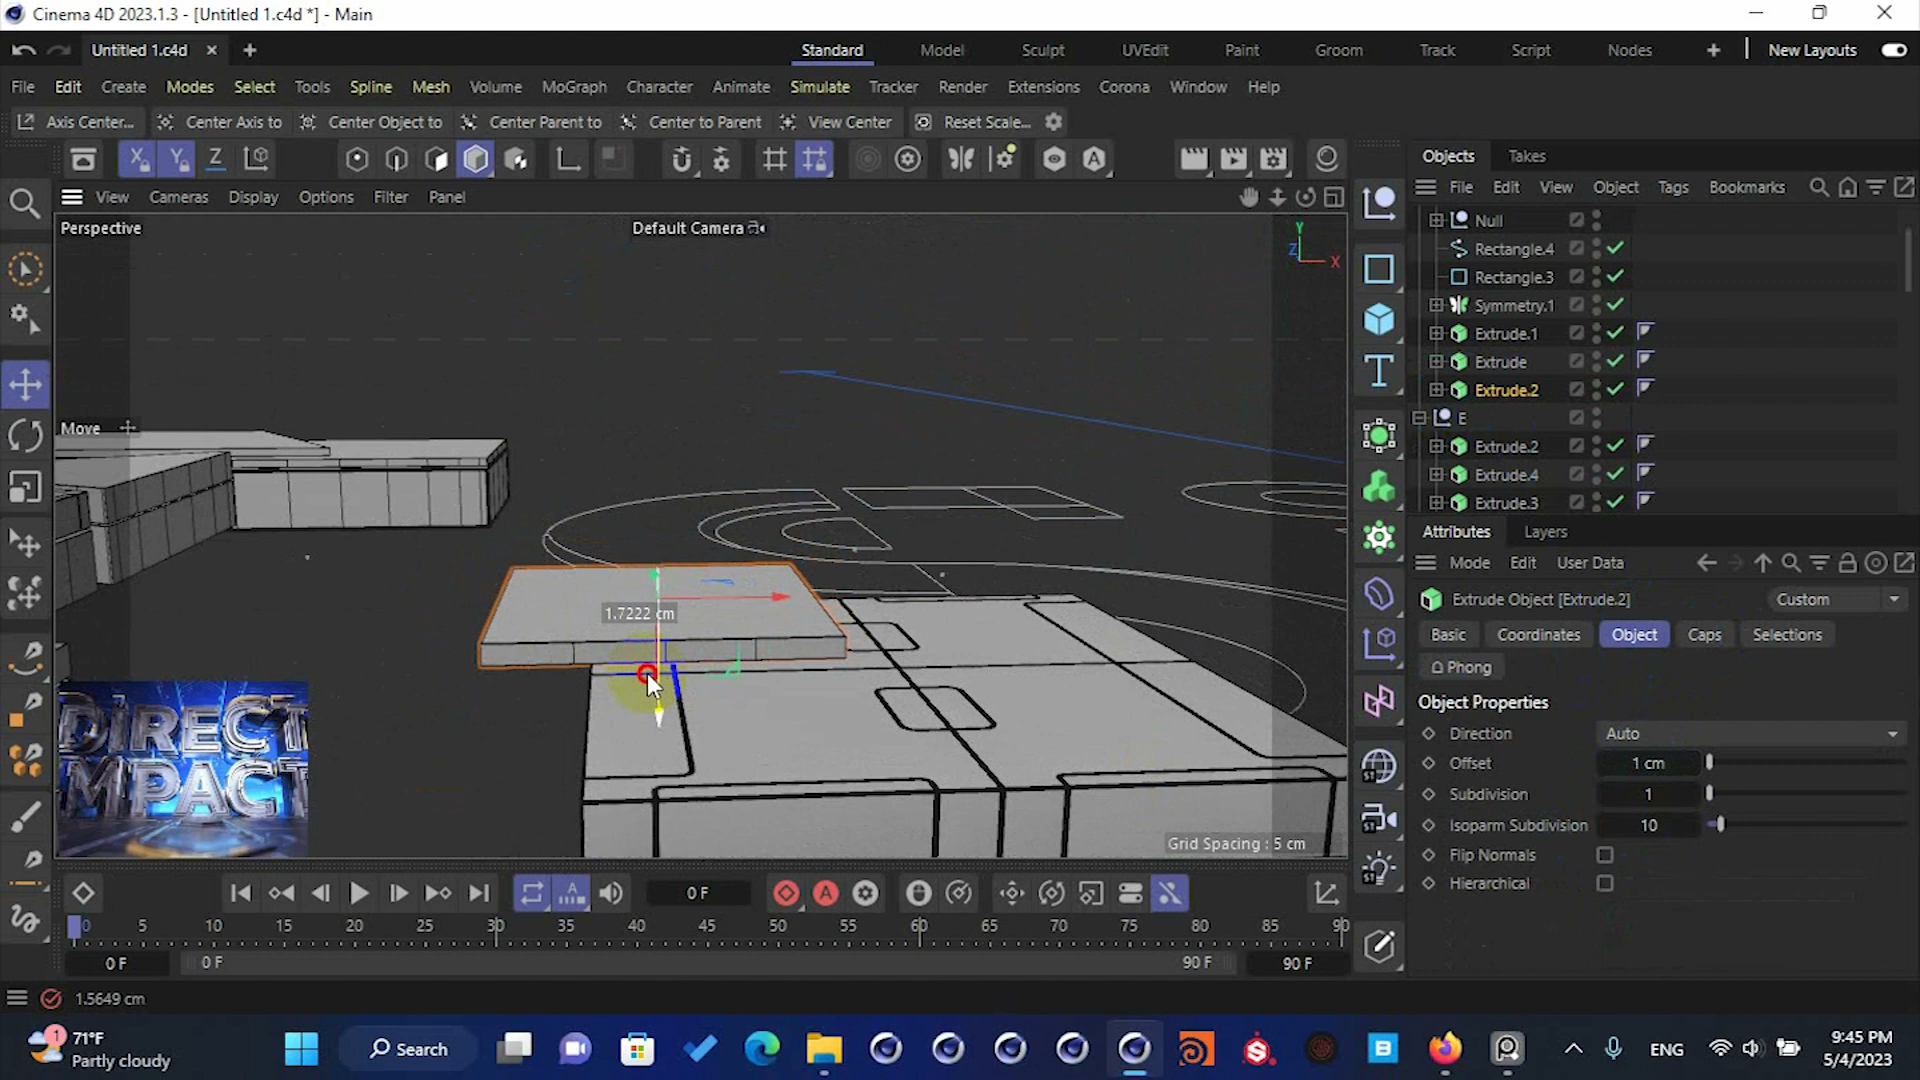 Cinema 4D 2023.1.3 - [Untitled 1.c4d *] - Main
Untitled 1.c4d
Standard Model Sculpt UVEdit Paint Groom Track Script Nodes New Layouts
File Edit Create Modes Select Tools Spline Mesh Volume MoGraph Character Animate Simulate Tracker Render Extensions Corona Window Help
Axis Center... Center Axis to Center Object to Center Parent to Center to Parent View Center Reset Scale...
X Y Z
Objects Takes
File Edit View Object Tags Bookmarks
View Cameras Display Options Filter Panel
Perspective
Default Camera
Y
Z
X
Move
1.7222 cm
Grid Spacing : 5 cm
DIRECT
IMPACT
Null
Rectangle.4
Rectangle.3
Symmetry.1
Extrude.1
Extrude
Extrude.2
E
Extrude.2
Extrude.4
Extrude.3
Attributes Layers
Mode Edit User Data
Extrude Object [Extrude.2]
Custom
Basic Coordinates Object Caps Selections
Phong
Object Properties
Direction Auto
Offset 1 cm
Subdivision 1
Isoparm Subdivision 10
Flip Normals
Hierarchical
0 F
0 5 10 15 20 25 30 35 40 45 50 55 60 65 70 75 80 85 90
0 F 0 F 90 F 90 F
1.5649 cm
1
71°F
Partly cloudy
Search
ENG
9:45 PM
5/4/2023